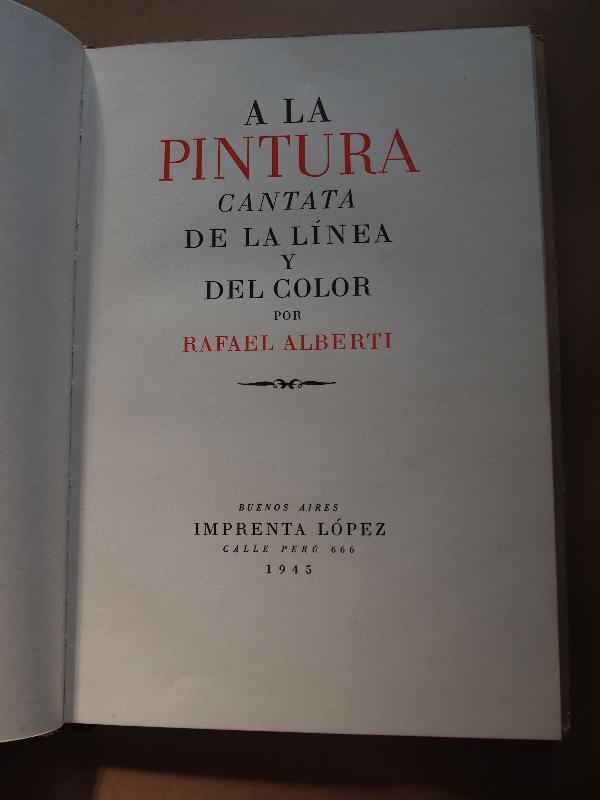 A LA
PINTURA
CANTATA
DE LA LÍNEA
Y
DEL COLOR
POR
RAFAEL ALBERTI
BUENOS AIRES
IMPRENTA LÓPEZ
CALLE PERÚ 666
1945